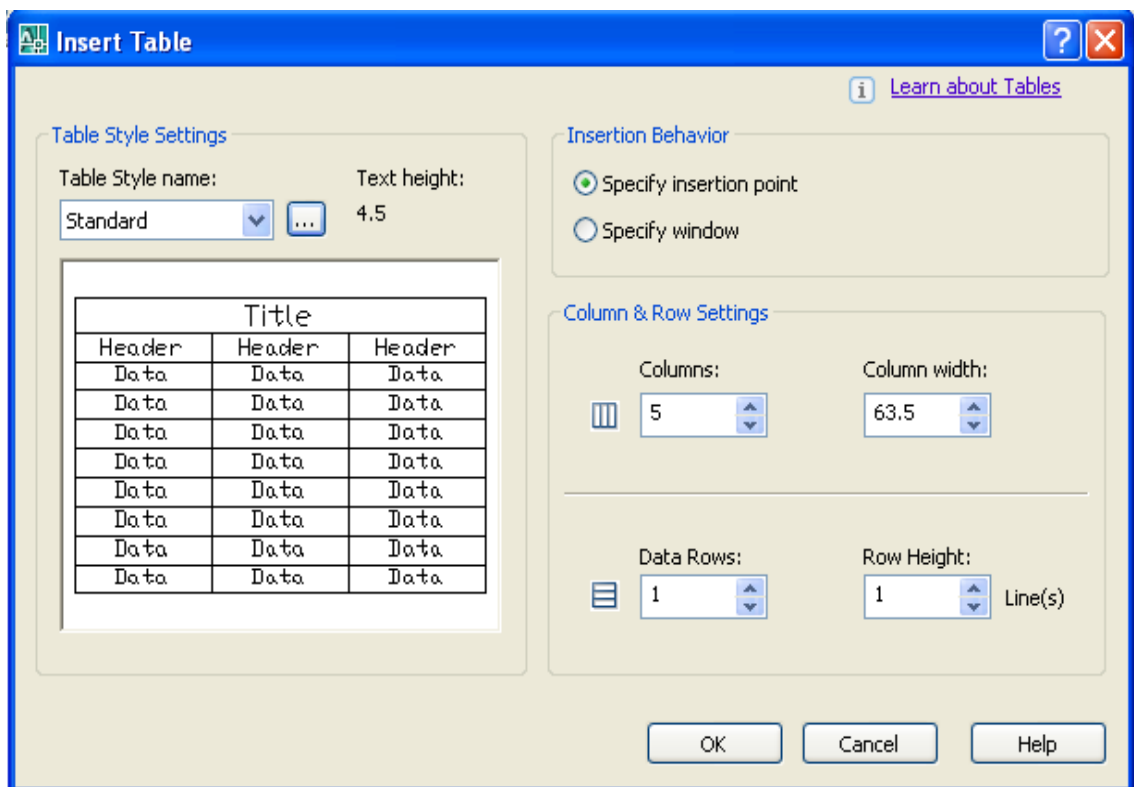 Insert Table
Learn about Tables
Table Style Settings
Table Style name:
Text height:
Standard
...
4.5
Title
Header Header Header
Data Data Data
Data Data Data
Data Data Data
Data Data Data
Data Data Data
Data Data Data
Data Data Data
Data Data Data
Insertion Behavior
Specify insertion point
Specify window
Column & Row Settings
Columns:
Column width:
5
63.5
Data Rows:
Row Height:
1
1
Line(s)
OK
Cancel
Help